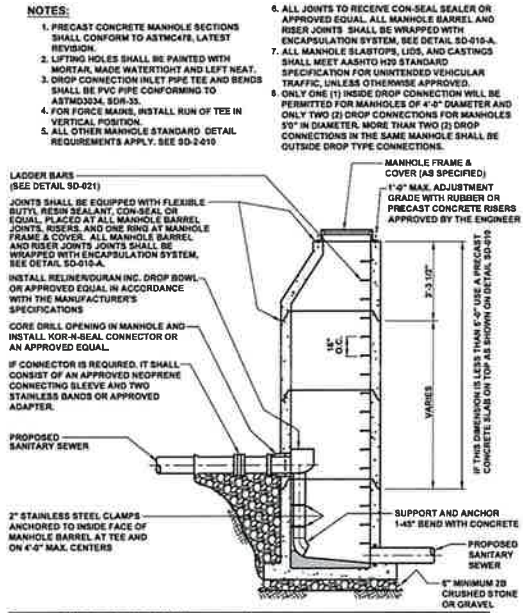 NOTES:
1. PRECAST CONCRETE MANHOLE SECTIONS
SHALL CONFORM TO ASTMC478, LATEST
REVISION.
2. LIFTING HOLES SHALL BE PAINTED WITH
MORTAR, MADE WATERTIGHT AND LEFT NEAT.
3. DROP CONNECTION INLET PIPE TEE AND BENDS
SHALL BE PVC PIPE CONFORMING TO
ASTMD3034, SDR-35.
4. FOR FORCE MAINS, INSTALL RUN OF TEE IN
VERTICAL POSITION.
5. ALL OTHER MANHOLE STANDARD DETAIL
REQUIREMENTS APPLY. SEE SD-2-010
6. ALL JOINTS TO RECEIVE CON-SEAL SEALER OR
APPROVED EQUAL. ALL MANHOLE BARREL AND
RISER JOINTS SHALL BE WRAPPED WITH
ENCAPSULATION SYSTEM, SEE DETAIL SD-010-A.
7. ALL MANHOLE SLABTOPS, LIDS, AND CASTINGS
SHALL MEET AASHTO H20 STANDARD
SPECIFICATION FOR UNINTENDED VEHICULAR
TRAFFIC, UNLESS OTHERWISE APPROVED.
8. ONLY ONE (1) INSIDE DROP CONNECTION WILL BE
PERMITTED FOR MANHOLES OF 4'-0" DIAMETER AND
ONLY TWO (2) DROP CONNECTIONS FOR MANHOLES
5'0" IN DIAMETER. MORE THAN TWO (2) DROP
CONNECTIONS IN THE SAME MANHOLE SHALL BE
OUTSIDE DROP TYPE CONNECTIONS.
MANHOLE FRAME &
COVER (AS SPECIFIED)
1'-0" MAX. ADJUSTMENT
GRADE WITH RUBBER OR
PRECAST CONCRETE RISERS
APPROVED BY THE ENGINEER
LADDER BARS
(SEE DETAIL SD-021)
JOINTS SHALL BE EQUIPPED WITH FLEXIBLE
BUTYL RESIN SEALANT, CON-SEAL OR
EQUAL, PLACED AT ALL MANHOLE BARREL
JOINTS, RISERS, AND ONE RING AT MANHOLE
FRAME & COVER. ALL MANHOLE BARREL
AND RISER JOINTS JOINTS SHALL BE
WRAPPED WITH ENCAPSULATION SYSTEM,
SEE DETAIL SD-010-A.
INSTALL RELINER/DURAN INC. DROP BOWL
OR APPROVED EQUAL IN ACCORDANCE
WITH THE MANUFACTURER'S
SPECIFICATIONS
CORE DRILL OPENING IN MANHOLE AND
INSTALL KOR-N-SEAL CONNECTOR OR
AN APPROVED EQUAL.
IF CONNECTOR IS REQUIRED. IT SHALL
CONSIST OF AN APPROVED NEOPRENE
CONNECTING SLEEVE AND TWO
STAINLESS BANDS OR APPROVED
ADAPTER.
PROPOSED
SANITARY SEWER
2" STAINLESS STEEL CLAMPS
ANCHORED TO INSIDE FACE OF
MANHOLE BARREL AT TEE AND
ON 4'-0" MAX. CENTERS
16"
O.C.
3'-3 1/2"
VARIES
IF THIS DIMENSION IS LESS THAN 5'-0" USE A PRECAST
CONCRETE SLAB ON TOP AS SHOWN ON DETAIL SD-010
SUPPORT AND ANCHOR
1-45° BEND WITH CONCRETE
PROPOSED
SANITARY
SEWER
6" MINIMUM 2B
CRUSHED STONE
OR GRAVEL